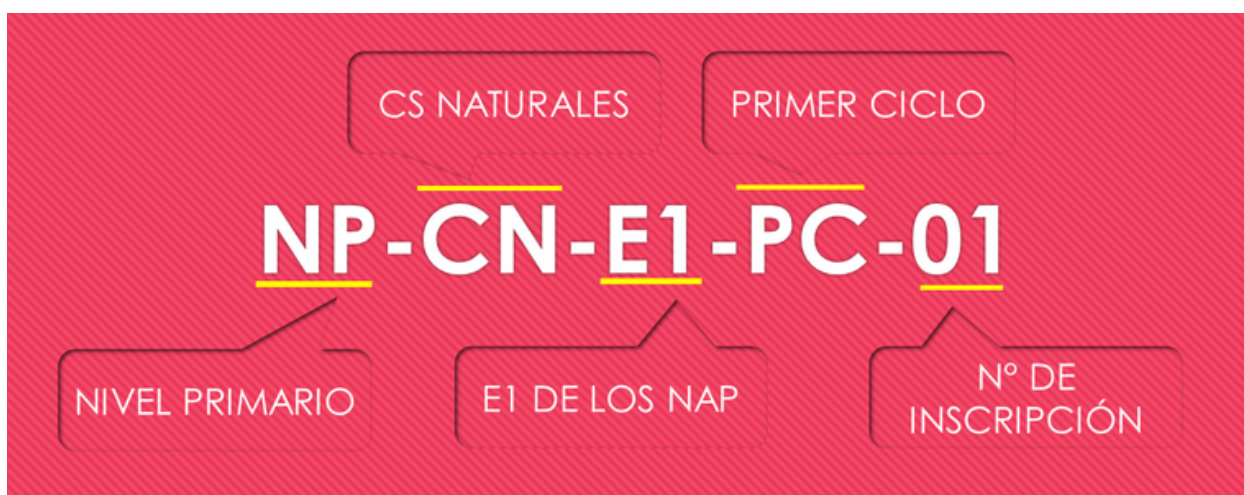 CS NATURALES
PRIMER CICLO
NP-CN-E1-PC-01
NIVEL PRIMARIO
E1 DE LOS NAP
Nº DE
INSCRIPCIÓN